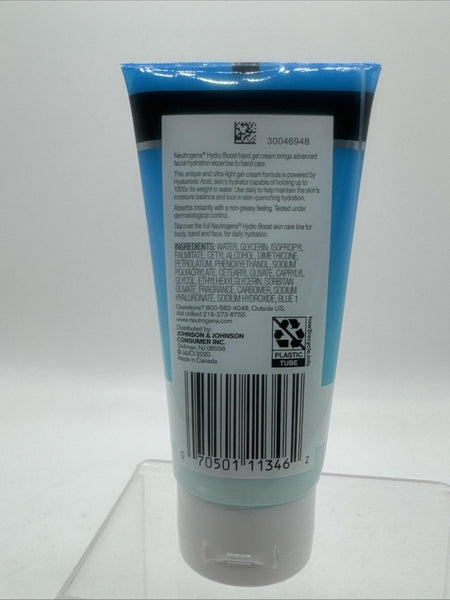 30046948
Neutrogena® Hydro Boost hand gel cream brings advanced
facial hydration expertise to hand care.
This unique and ultra-light gel-cream formula is powered by
Hyaluronic Acid, skin's hydrator capable of holding up to
1000x its weight in water. Use daily to help maintain the skin's
moisture balance and lock in skin-quenching hydration.
Absorbs instantly with a non-greasy feeling. Tested under
dermatological control.
Discover the full Neutrogena® Hydro Boost skin care line for
body, hand and face, for daily hydration.
INGREDIENTS: WATER, GLYCERIN, ISOPROPYL
PALMITATE, CETYL ALCOHOL, DIMETHICONE,
PETROLATUM, PHENOXYETHANOL, SODIUM
POLYACRYLATE, CETEARYL OLIVATE, CAPRYLYL
GLYCOL, ETHYLHEXYLGLYCERIN, SORBITAN
OLIVATE, FRAGRANCE, CARBOMER, SODIUM
HYALURONATE, SODIUM HYDROXIDE, BLUE 1
Questions? 800-582-4048; Outside US,
dial collect 215-273-8755.
www.neutrogena.com
Distributed by
JOHNSON & JOHNSON
CONSUMER INC.
Skillman, NJ 08558
© J&JCI 2020
Made in Canada
PLASTIC
TUBE
how2recycle.info
0 70501 11346 2